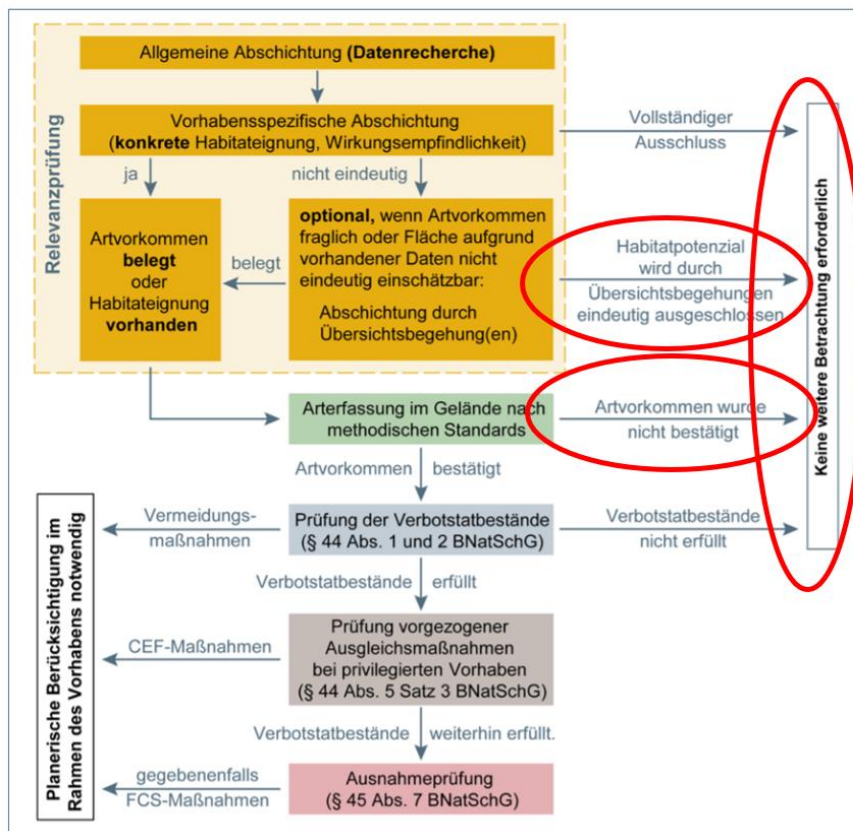 Relevanzprüfung
Allgemeine Abschichtung (Datenrecherche)
Vorhabensspezifische Abschichtung
(konkrete Habitateignung, Wirkungsempfindlichkeit)
Vollständiger
Ausschluss
ja
nicht eindeutig
Artvorkommen
belegt
oder
Habitateignung
vorhanden
belegt
optional, wenn Artvorkommen
fraglich oder Fläche aufgrund
vorhandener Daten nicht
eindeutig einschätzbar:
Abschichtung durch
Übersichtsbegehung(en)
Habitatpotenzial
wird durch
Übersichtsbegehungen
eindeutig ausgeschlossen
Keine weitere Betrachtung erforderlich
Arterfassung im Gelände nach
methodischen Standards
Artvorkommen wurde
nicht bestätigt
Artvorkommen bestätigt
Planerische Berücksichtigung im
Rahmen des Vorhabens notwendig
Vermeidungs-
maßnahmen
Prüfung der Verbotstatbestände
(§ 44 Abs. 1 und 2 BNatSchG)
Verbotstatbestände
nicht erfüllt
Verbotstatbestände erfüllt
CEF-Maßnahmen
Prüfung vorgezogener
Ausgleichsmaßnahmen
bei privilegierten Vorhaben
(§ 44 Abs. 5 Satz 3 BNatSchG)
Verbotstatbestände weiterhin erfüllt.
gegebenenfalls
FCS-Maßnahmen
Ausnahmeprüfung
(§ 45 Abs. 7 BNatSchG)